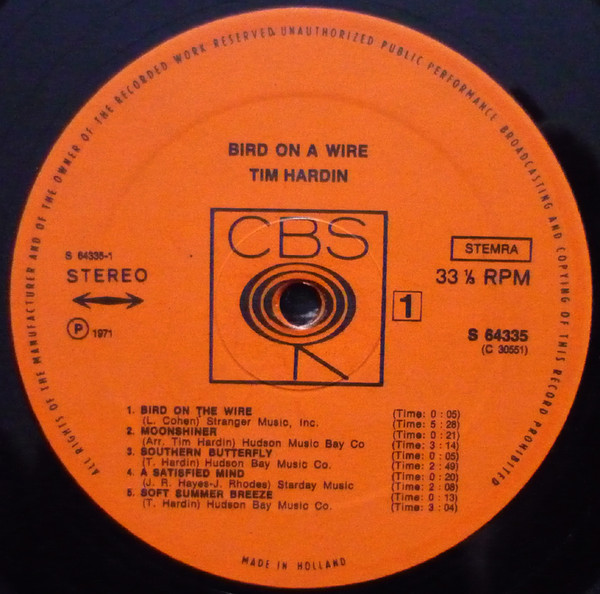 ALL RIGHTS OF THE MANUFACTURER AND OF THE OWNER OF THE RECORDED WORK RESERVED. UNAUTHORIZED PUBLIC PERFORMANCE BROADCASTING AND COPYING OF THIS RECORD PROHIBITED
BIRD ON A WIRE
TIM HARDIN
CBS
S 64335-1
STEREO
STEMRA
33 ⅓ RPM
1
Ⓟ 1971
S 64335
(C 30551)
1. BIRD ON THE WIRE (Time: 0 : 05)
(L. Cohen) Stranger Music, Inc. (Time: 5 : 28)
2. MOONSHINER (Time: 0 : 21)
(Arr. Tim Hardin) Hudson Music Bay Co (Time: 3 : 14)
3. SOUTHERN BUTTERFLY (Time: 0 : 05)
(T. Hardin) Hudson Bay Music Co. (Time: 2 : 49)
4. A SATISFIED MIND (Time: 0 : 20)
(J. R. Hayes-J. Rhodes) Starday Music (Time: 2 : 08)
5. SOFT SUMMER BREEZE (Time: 0 : 13)
(T. Hardin) Hudson Bay Music Co. (Time: 3 : 04)
MADE IN HOLLAND